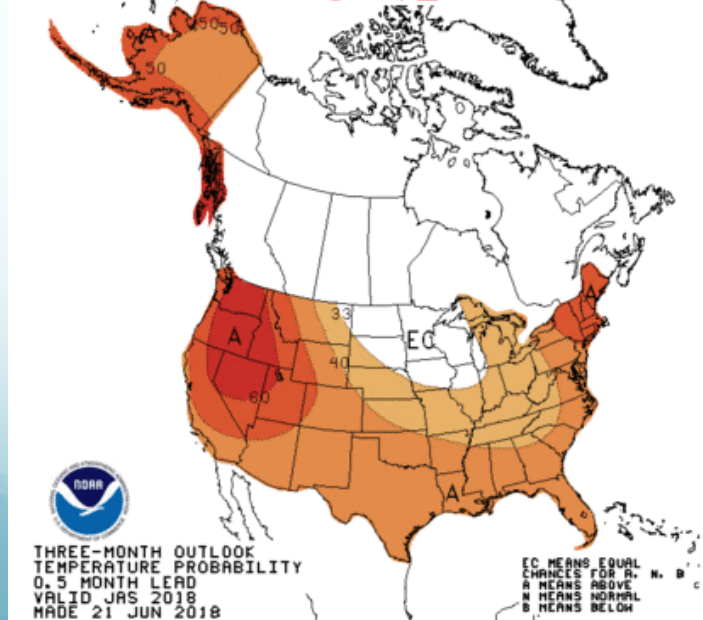 A
50
50
50
A
33
A
EC
40
60
A
NOAA
THREE-MONTH OUTLOOK
TEMPERATURE PROBABILITY
0.5 MONTH LEAD
VALID JAS 2018
MADE 21 JUN 2018
EC MEANS EQUAL
CHANCES FOR A, N, B
A MEANS ABOVE
N MEANS NORMAL
B MEANS BELOW